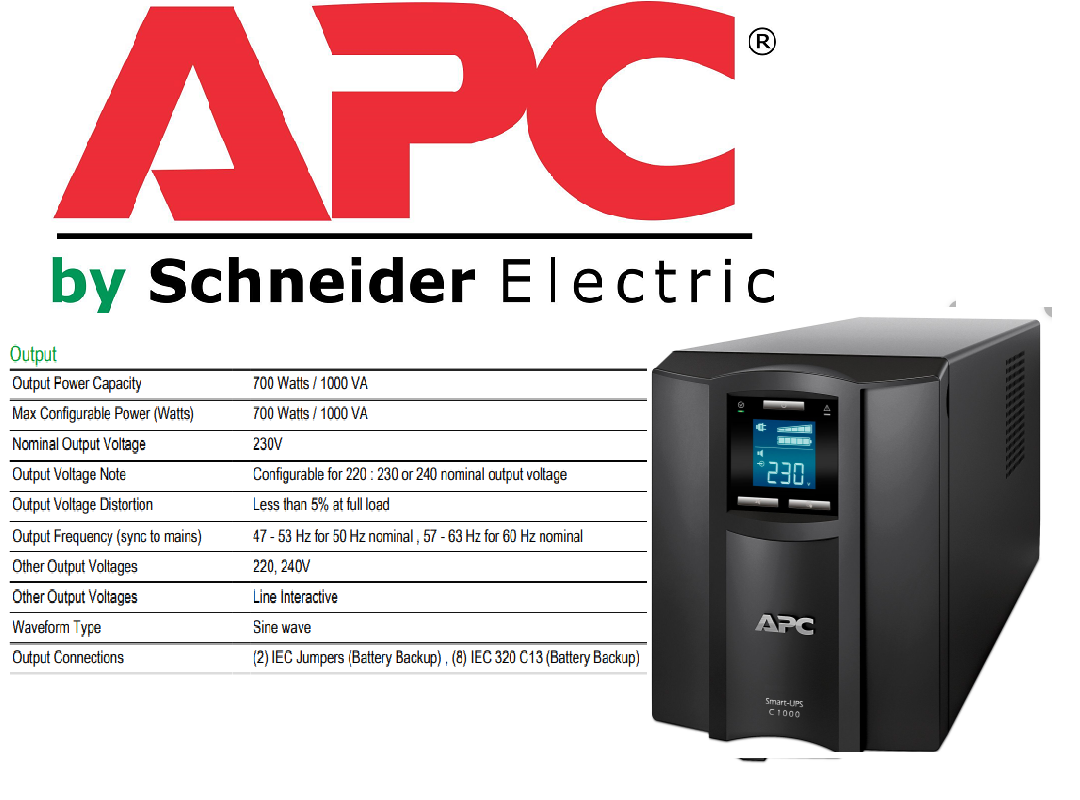 APC®
by Schneider Electric
Output
Output Power Capacity 700 Watts / 1000 VA
Max Configurable Power (Watts) 700 Watts / 1000 VA
Nominal Output Voltage 230V
Output Voltage Note Configurable for 220 : 230 or 240 nominal output voltage
Output Voltage Distortion Less than 5% at full load
Output Frequency (sync to mains) 47 - 53 Hz for 50 Hz nominal , 57 - 63 Hz for 60 Hz nominal
Other Output Voltages 220, 240V
Other Output Voltages Line Interactive
Waveform Type Sine wave
Output Connections (2) IEC Jumpers (Battery Backup) , (8) IEC 320 C13 (Battery Backup)
230
APC
Smart-UPS
C1000